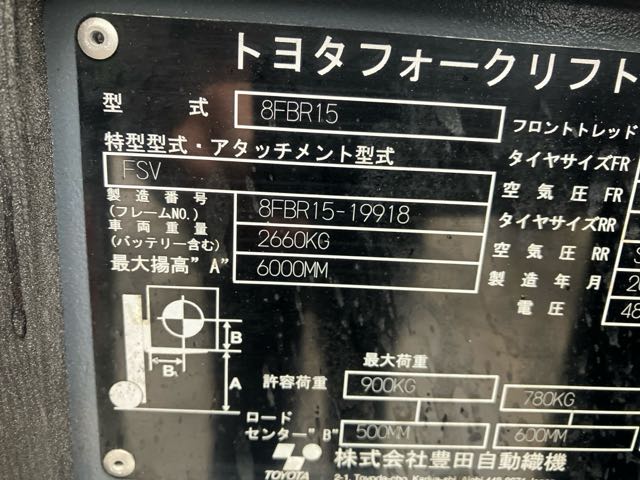 トヨタフォークリフト
型 式 8FBR15
特型型式・アタッチメント型式
FSV
製造番号
(フレームNO.) 8FBR15-19918
車両重量
(バッテリー含む) 2660KG
最大揚高"A" 6000MM
フロントトレッド
タイヤサイズFR
空気圧 FR
タイヤサイズRR
空気圧 RR
製造年月 20
電圧 48
B
B
A
最大荷重
許容荷重 900KG 780KG
ロード
センター"B" 500MM 600MM
TOYOTA
株式会社豊田自動織機